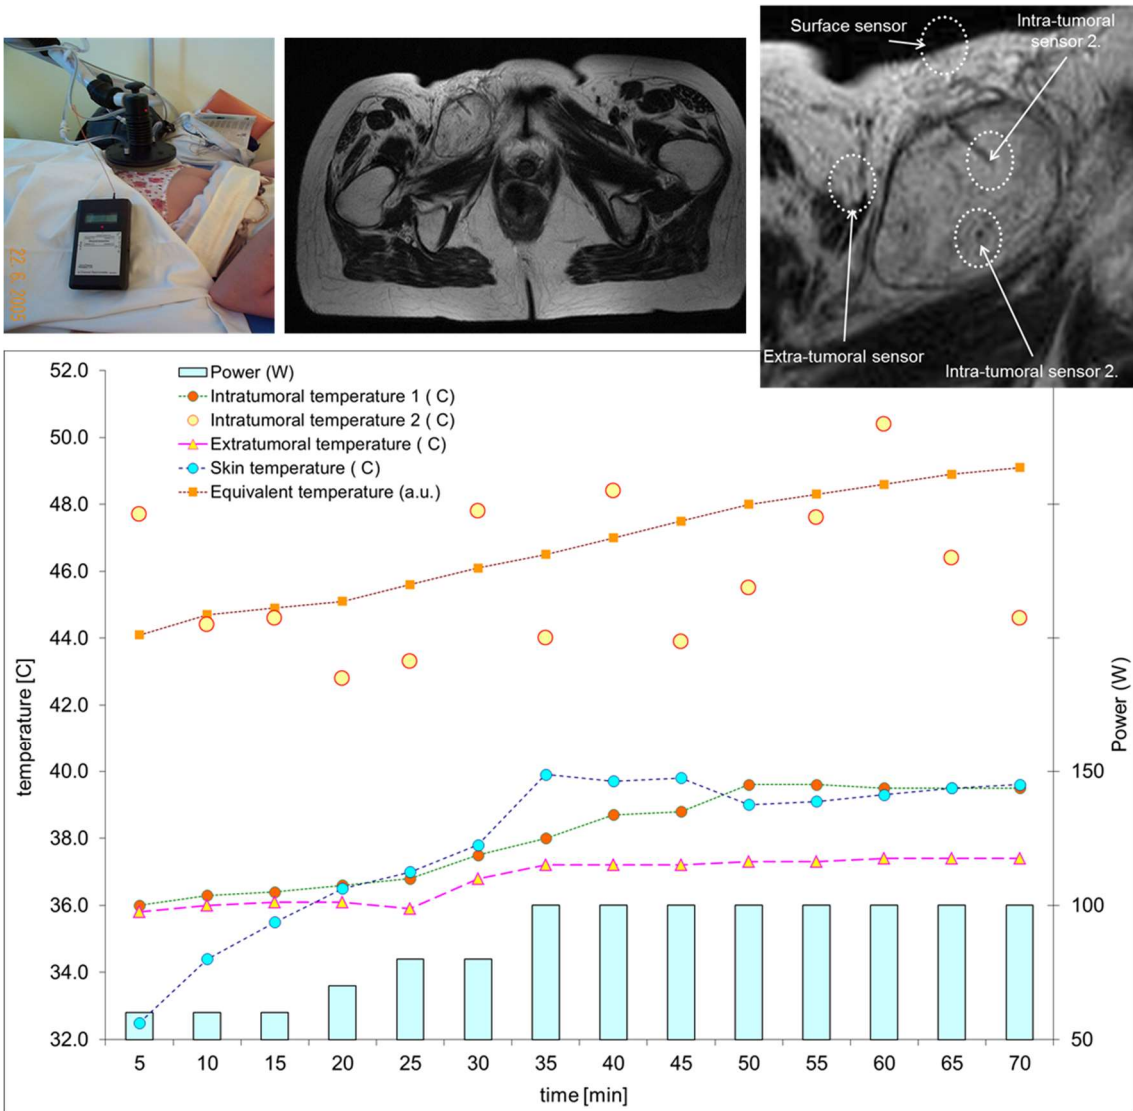 22 8 2005
Surface sensor
Intra-tumoral
sensor 2.
Extra-tumoral sensor
Intra-tumoral sensor 2.
Power (W)
Intratumoral temperature 1 ( C)
Intratumoral temperature 2 ( C)
Extratumoral temperature ( C)
Skin temperature ( C)
Equivalent temperature (a.u.)
temperature [C]
52.0
50.0
48.0
46.0
44.0
42.0
40.0
38.0
36.0
34.0
32.0
Power (W)
150
100
50
5 10 15 20 25 30 35 40 45 50 55 60 65 70
time [min]